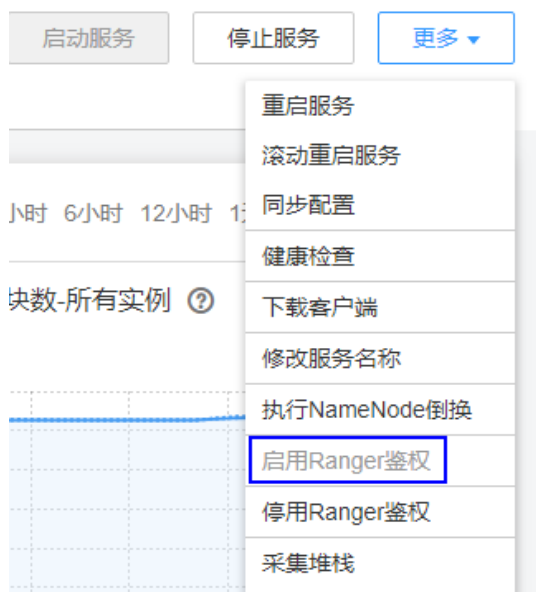 启动服务
停止服务
更多
重启服务
滚动重启服务
同步配置
健康检查
下载客户端
修改服务名称
执行NameNode倒换
启用Ranger鉴权
停用Ranger鉴权
采集堆栈
小时 6小时 12小时 1
块数-所有实例